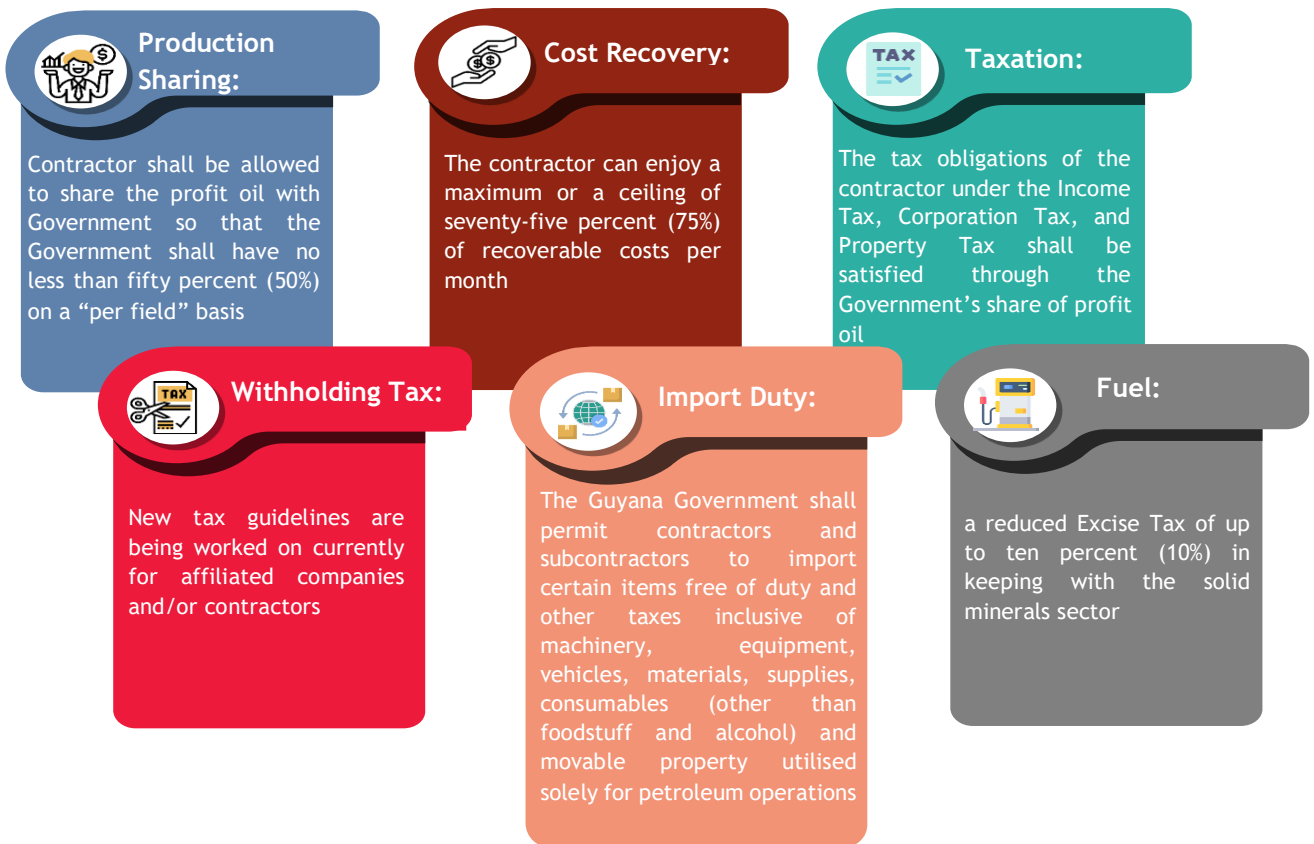 Production
Sharing:
Contractor shall be allowed
to share the profit oil with
Government so that the
Government shall have no
less than fifty percent (50%)
on a “per field” basis
Cost Recovery:
The contractor can enjoy a
maximum or a ceiling of
seventy-five percent (75%)
of recoverable costs per
month
TAX
Taxation:
The tax obligations of the
contractor under the Income
Tax, Corporation Tax, and
Property Tax shall be
satisfied through the
Government’s share of profit
oil
TAX
Withholding Tax:
New tax guidelines are
being worked on currently
for affiliated companies
and/or contractors
Import Duty:
The Guyana Government shall
permit contractors and
subcontractors to import
certain items free of duty and
other taxes inclusive of
machinery, equipment,
vehicles, materials, supplies,
consumables (other than
foodstuff and alcohol) and
movable property utilised
solely for petroleum operations
Fuel:
a reduced Excise Tax of up
to ten percent (10%) in
keeping with the solid
minerals sector